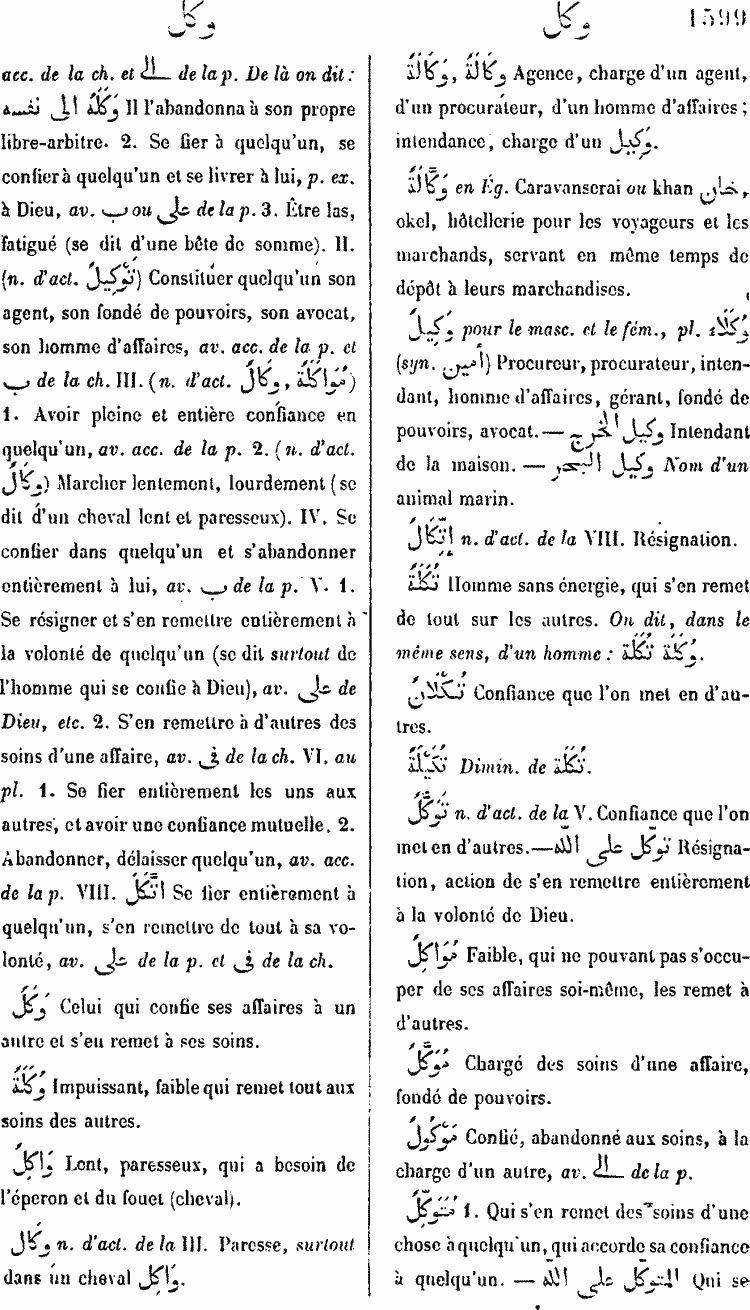 وكل
وكل
1599
acc. de la ch. et الى de la p. De là on dit :
وَكَلَهُ الى نفسه Il l'abandonna à son propre
libre-arbitre. 2. Se fier à quelqu'un, se
confier à quelqu'un et se livrer à lui, p. ex.
à Dieu, av. ب ou على de la p. 3. Être las,
fatigué (se dit d'une bête de somme). II.
(n. d'act. تَوْكِيلٌ) Constituer quelqu'un son
agent, son fondé de pouvoirs, son avocat,
son homme d'affaires, av. acc. de la p. et
ب de la ch. III. (n. d'act. مُوَاكَلَةٌ, وِكَالٌ)
1. Avoir pleine et entière confiance en
quelqu'un, av. acc. de la p. 2. (n. d'act.
وِكَالٌ) Marcher lentement, lourdement (se
dit d'un cheval lent et paresseux). IV. Se
confier dans quelqu'un et s'abandonner
entièrement à lui, av. ب de la p. V. 1.
Se résigner et s'en remettre entièrement à
la volonté de quelqu'un (se dit surtout de
l'homme qui se confie à Dieu), av. على de
Dieu, etc. 2. S'en remettre à d'autres des
soins d'une affaire, av. فى de la ch. VI. au
pl. 1. Se fier entièrement les uns aux
autres, et avoir une confiance mutuelle. 2.
Abandonner, délaisser quelqu'un, av. acc.
de la p. VIII. اتَّكَلَ Se fier entièrement à
quelqu'un, s'en remettre de tout à sa vo-
lonté, av. على de la p. et فى de la ch.
وَكَلٌ Celui qui confie ses affaires à un
autre et s'en remet à ses soins.
وُكَلَةٌ Impuissant, faible qui remet tout aux
soins des autres.
وَاكِلٌ Lent, paresseux, qui a besoin de
l'éperon et du fouet (cheval).
وِكَالٌ n. d'act. de la III. Paresse, surtout
dans un cheval وَاكِلٌ.
وَكَالَةٌ, وِكَالَةٌ Agence, charge d'un agent,
d'un procurateur, d'un homme d'affaires ;
intendance, charge d'un وَكِيل.
وَكَّالَةٌ en Ég. Caravanserai ou khan خان,
okel, hôtellerie pour les voyageurs et les
marchands, servant en même temps de
dépôt à leurs marchandises.
وَكِيلٌ pour le masc. et le fém., pl. وُكَلَاءُ
(syn. أمين) Procureur, procurateur, inten-
dant, homme d'affaires, gérant, fondé de
pouvoirs, avocat. — وكيل الخرج Intendant
de la maison. — وكيل البحر Nom d'un
animal marin.
إِتِّكَالٌ n. d'act. de la VIII. Résignation.
تُكَلَةٌ Homme sans énergie, qui s'en remet
de tout sur les autres. On dit, dans le
même sens, d'un homme : وُكَلَة تُكَلَة.
تُكْلَانٌ Confiance que l'on met en d'au-
tres.
تُكَيْلَةٌ Dimin. de تُكَلَة.
تَوَكُّلٌ n. d'act. de la V. Confiance que l'on
met en d'autres. — توكل على الله Résigna-
tion, action de s'en remettre entièrement
à la volonté de Dieu.
مُوَاكِلٌ Faible, qui ne pouvant pas s'occu-
per de ses affaires soi-même, les remet à
d'autres.
مُوَكَّلٌ Chargé des soins d'une affaire,
fondé de pouvoirs.
مَوْكُولٌ Confié, abandonné aux soins, à la
charge d'un autre, av. الى de la p.
مُتَوَكِّلٌ 1. Qui s'en remet des soins d'une
chose à quelqu'un, qui accorde sa confiance
à quelqu'un. — المتوكل على الله Qui se